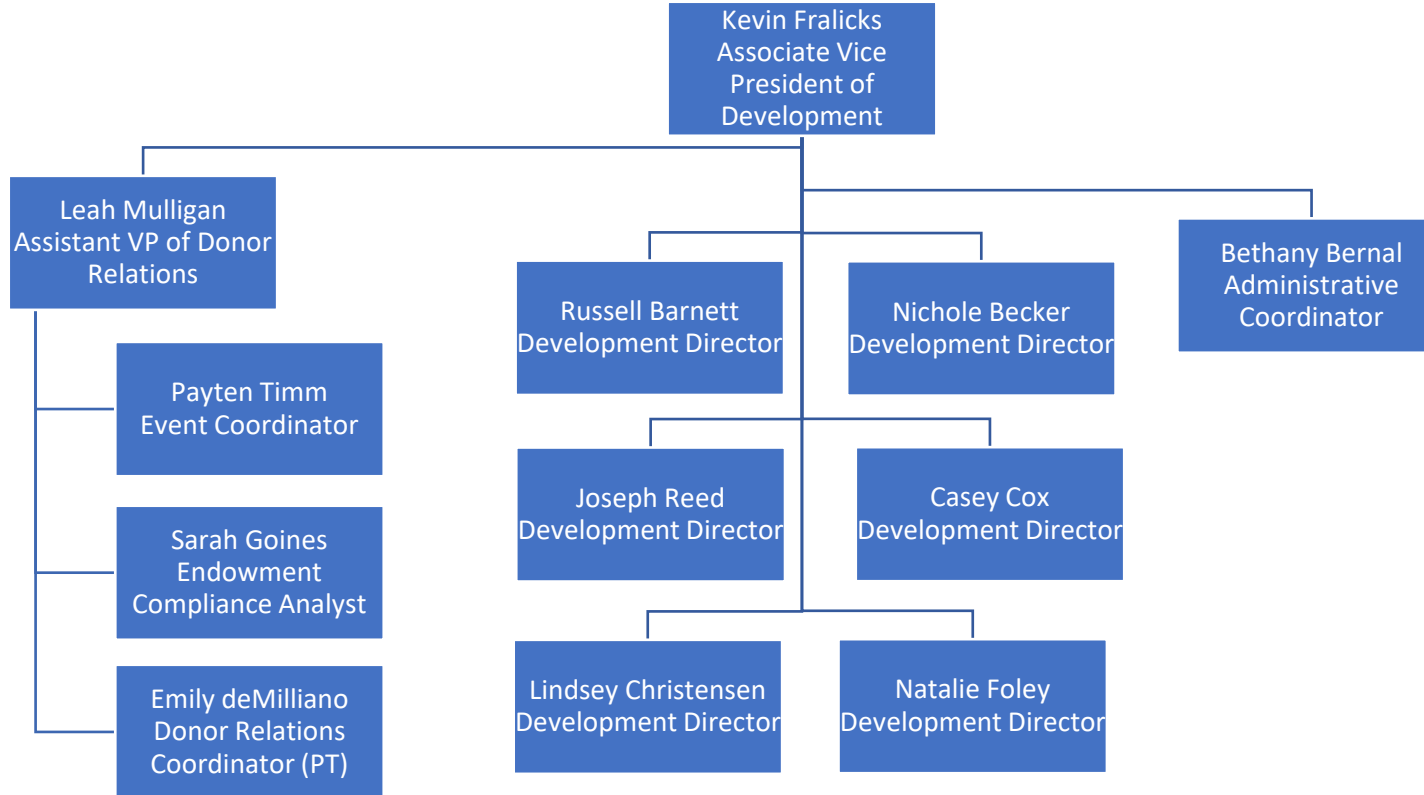 Kevin Fralicks
Associate Vice
President of
Development
Leah Mulligan
Assistant VP of Donor
Relations
Bethany Bernal
Administrative
Coordinator
Russell Barnett
Development Director
Nichole Becker
Development Director
Payten Timm
Event Coordinator
Joseph Reed
Development Director
Casey Cox
Development Director
Sarah Goines
Endowment
Compliance Analyst
Lindsey Christensen
Development Director
Natalie Foley
Development Director
Emily deMilliano
Donor Relations
Coordinator (PT)